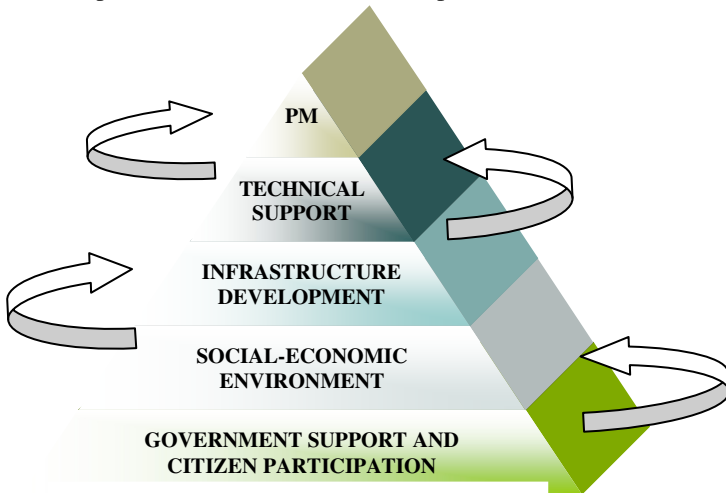 PM
TECHNICAL
SUPPORT
INFRASTRUCTURE
DEVELOPMENT
SOCIAL-ECONOMIC
ENVIRONMENT
GOVERNMENT SUPPORT AND
CITIZEN PARTICIPATION